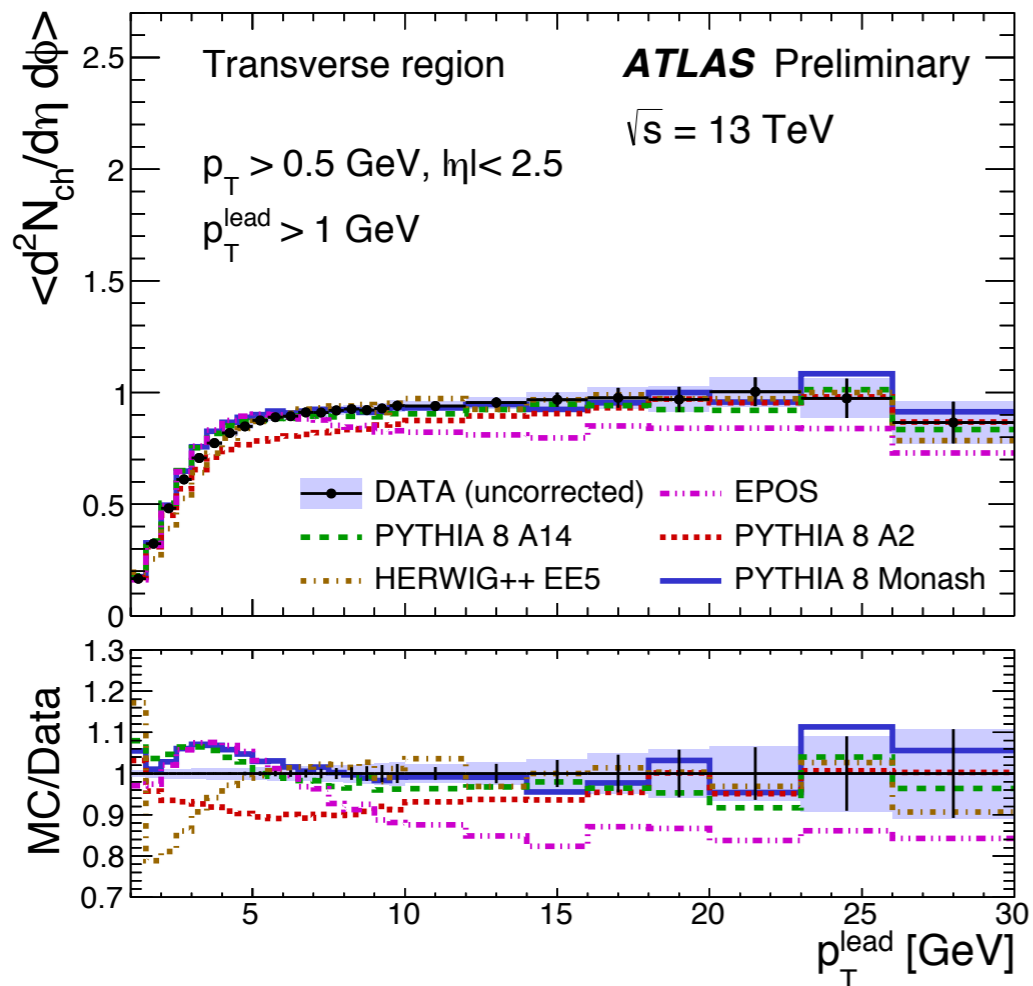 <d²N_ch/dη dϕ>
2.5
2
1.5
1
0.5
0
Transverse region
ATLAS Preliminary
√s = 13 TeV
p_T > 0.5 GeV, |η| < 2.5
p_T^lead > 1 GeV
DATA (uncorrected)
EPOS
PYTHIA 8 A14
PYTHIA 8 A2
HERWIG++ EE5
PYTHIA 8 Monash
MC/Data
1.3
1.2
1.1
1
0.9
0.8
0.7
5 10 15 20 25 30
p_T^lead [GeV]